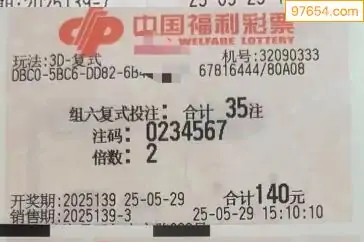 97654.com
中国福利彩票
WELFARE LOTTERY
玩法:3D-复式
机号:32090333
DBC0-5BC6-DD82-6b
67816444/80A08
组六复式投注: 合计 35注
注码: 0234567
倍数: 2
开奖期:2025139 25-05-29 合计140元
销售期:2025139-3 25-05-29 15:10:10